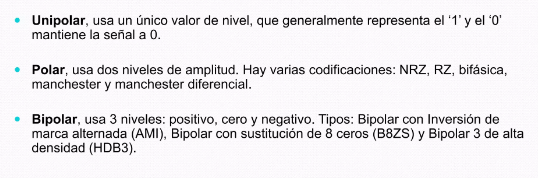 Unipolar, usa un único valor de nivel, que generalmente representa el ‘1’ y el ‘0’
mantiene la señal a 0.
Polar, usa dos niveles de amplitud. Hay varias codificaciones: NRZ, RZ, bifásica,
manchester y manchester diferencial.
Bipolar, usa 3 niveles: positivo, cero y negativo. Tipos: Bipolar con Inversión de
marca alternada (AMI), Bipolar con sustitución de 8 ceros (B8ZS) y Bipolar 3 de alta
densidad (HDB3).